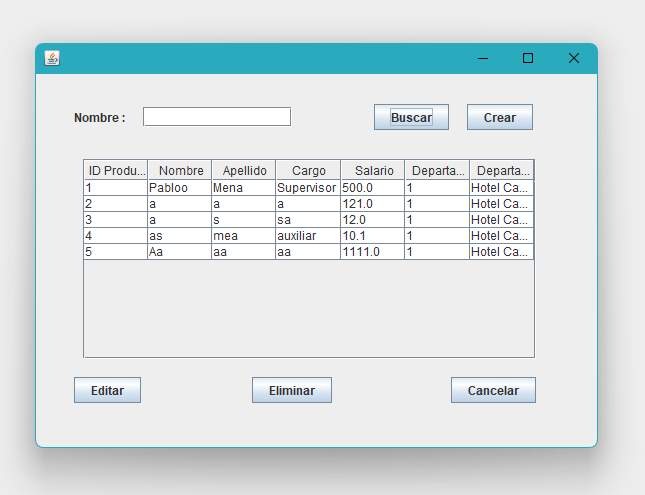 Nombre : Buscar Crear
ID Produ... Nombre Apellido Cargo Salario Departa... Departa...
1 Pabloo Mena Supervisor 500.0 1 Hotel Ca...
2 a a a 121.0 1 Hotel Ca...
3 a s sa 12.0 1 Hotel Ca...
4 as mea auxiliar 10.1 1 Hotel Ca...
5 Aa aa aa 1111.0 1 Hotel Ca...
Editar Eliminar Cancelar